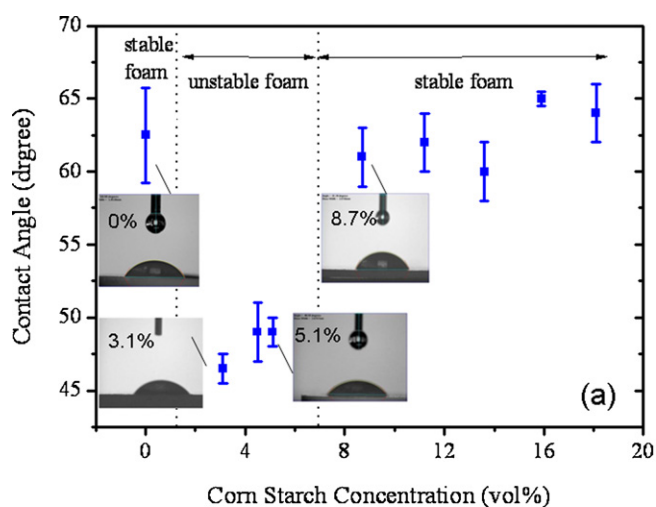 70
65
60
55
50
45
Contact Angle (drgree)
stable
foam
unstable foam
stable foam
0%
8.7%
3.1%
5.1%
(a)
0
4
8
12
16
20
Corn Starch Concentration (vol%)